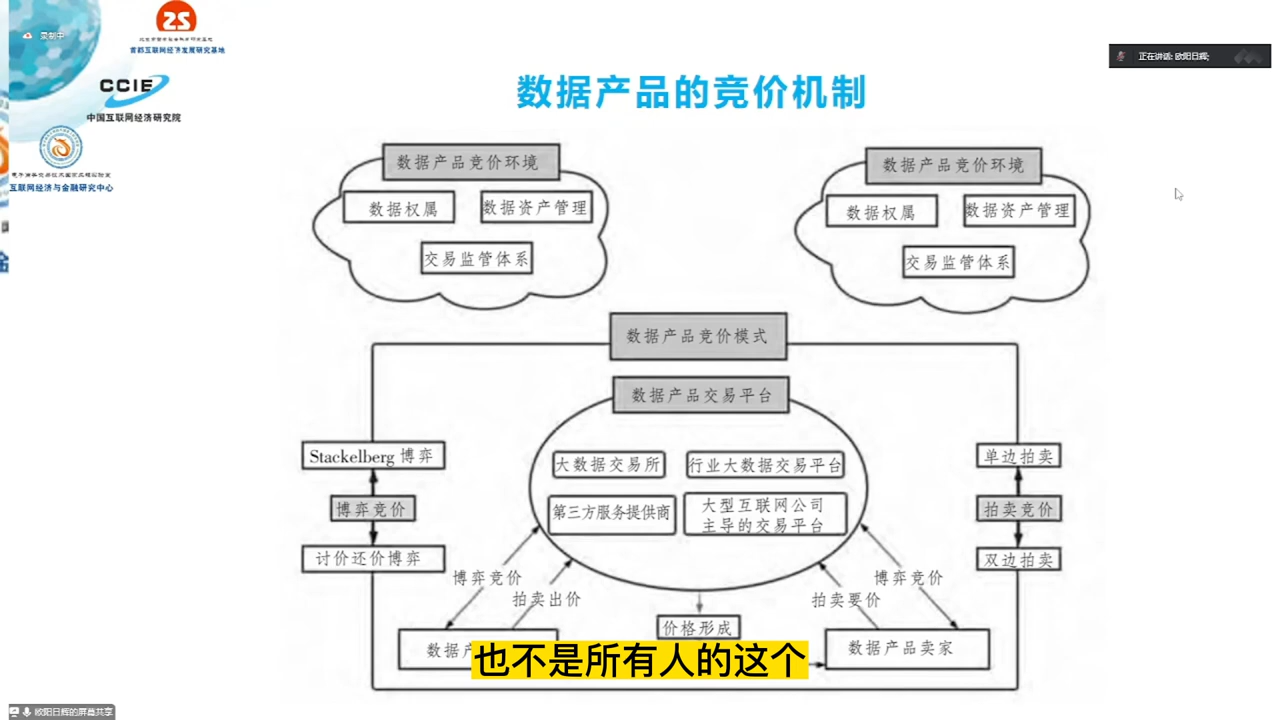 录制中
2S
首都互联网经济发展研究基地
CCIE
中国互联网经济研究院
互联网经济与金融研究中心
正在讲话: 欧阳日辉;
数据产品的竞价机制
数据产品竞价环境
数据权属
数据资产管理
交易监管体系
数据产品竞价环境
数据权属
数据资产管理
交易监管体系
数据产品竞价模式
数据产品交易平台
大数据交易所
行业大数据交易平台
第三方服务提供商
大型互联网公司
主导的交易平台
Stackelberg 博弈
博弈竞价
讨价还价博弈
单边拍卖
拍卖竞价
双边拍卖
博弈竞价
拍卖出价
拍卖要价
博弈竞价
价格形成
数据产
数据产品卖家
也不是所有人的这个
欧阳日辉的屏幕共享